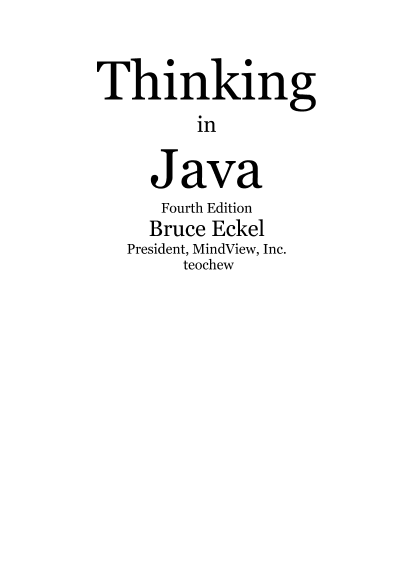 Thinking
in
Java
Fourth Edition
Bruce Eckel
President, MindView, Inc.
teochew